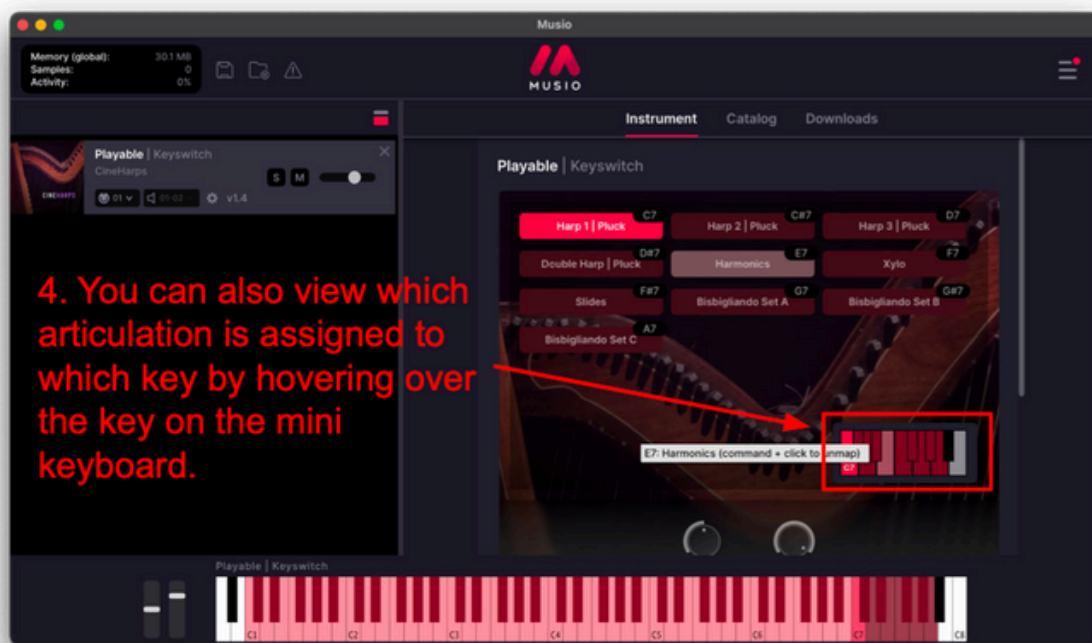 Musio
Memory (global): 30.1 MB
Samples: 0
Activity: 0%
MUSIO
Instrument Catalog Downloads
Playable | Keyswitch
CineHarps
S M
01 01-02 v1.4
CINEHARPS
Playable | Keyswitch
Harp 1 | Pluck C7
Harp 2 | Pluck C#7
Harp 3 | Pluck D7
Double Harp | Pluck D#7
Harmonics E7
Xylo F7
Slides F#7
Bisbigliando Set A G7
Bisbigliando Set B G#7
Bisbigliando Set C A7
4. You can also view which
articulation is assigned to
which key by hovering over
the key on the mini
keyboard.
E7: Harmonics (command + click to unmap)
C7
Playable | Keyswitch
C1 C2 C3 C4 C5 C6 C7 C8